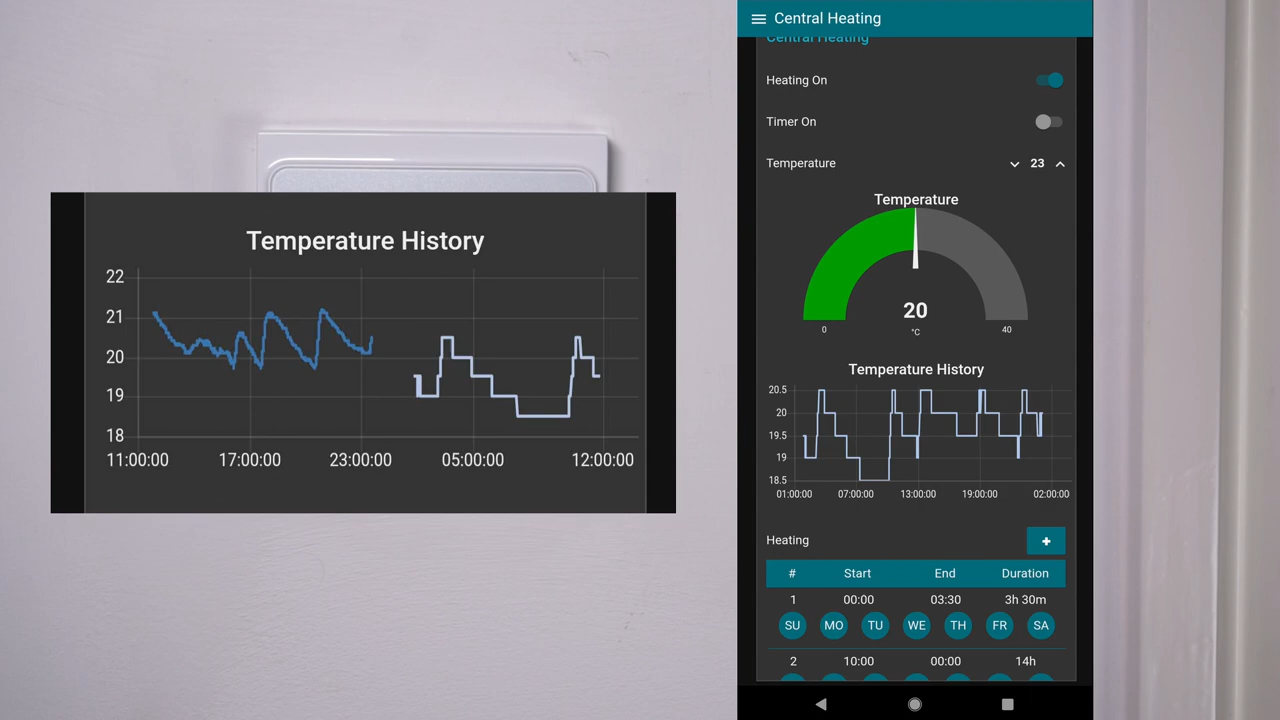 Temperature History
22
21
20
19
18
11:00:00 17:00:00 23:00:00 05:00:00 12:00:00
Central Heating
Central Heating
Heating On
Timer On
Temperature 23
Temperature
20
0 °C 40
Temperature History
20.5
20
19.5
19
18.5
01:00:00 07:00:00 13:00:00 19:00:00 02:00:00
Heating +
# Start End Duration
1 00:00 03:30 3h 30m
SU MO TU WE TH FR SA
2 10:00 00:00 14h